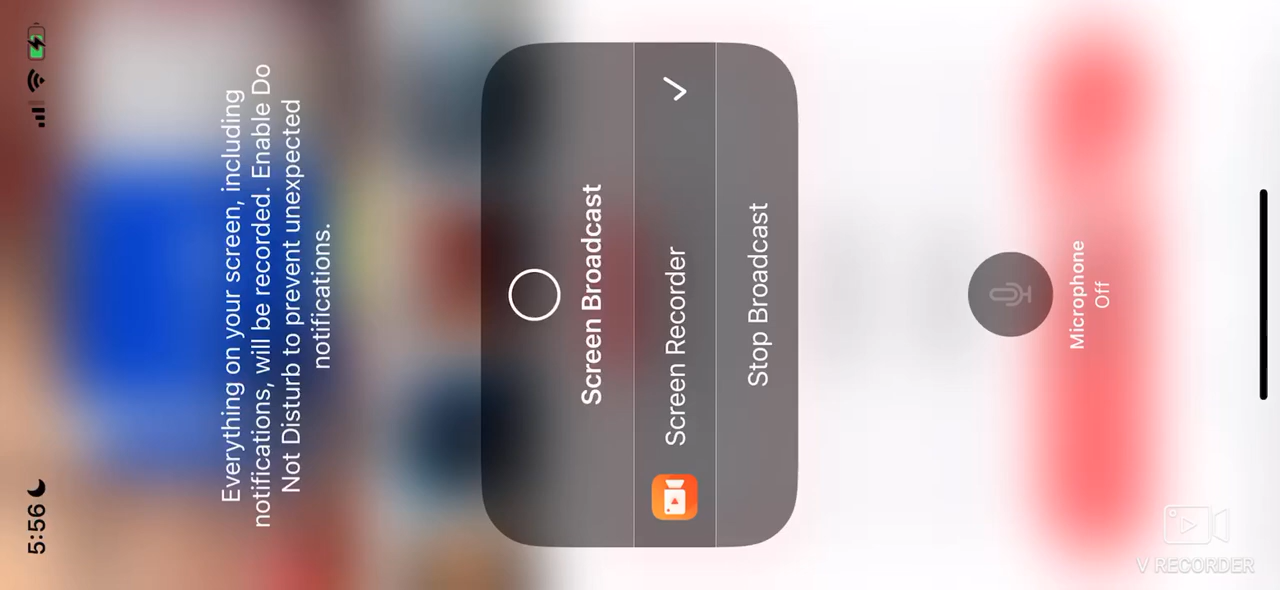 5:56
Everything on your screen, including
notifications, will be recorded. Enable Do
Not Disturb to prevent unexpected
notifications.
Screen Broadcast
Screen Recorder
Stop Broadcast
Microphone
Off
V RECORDER